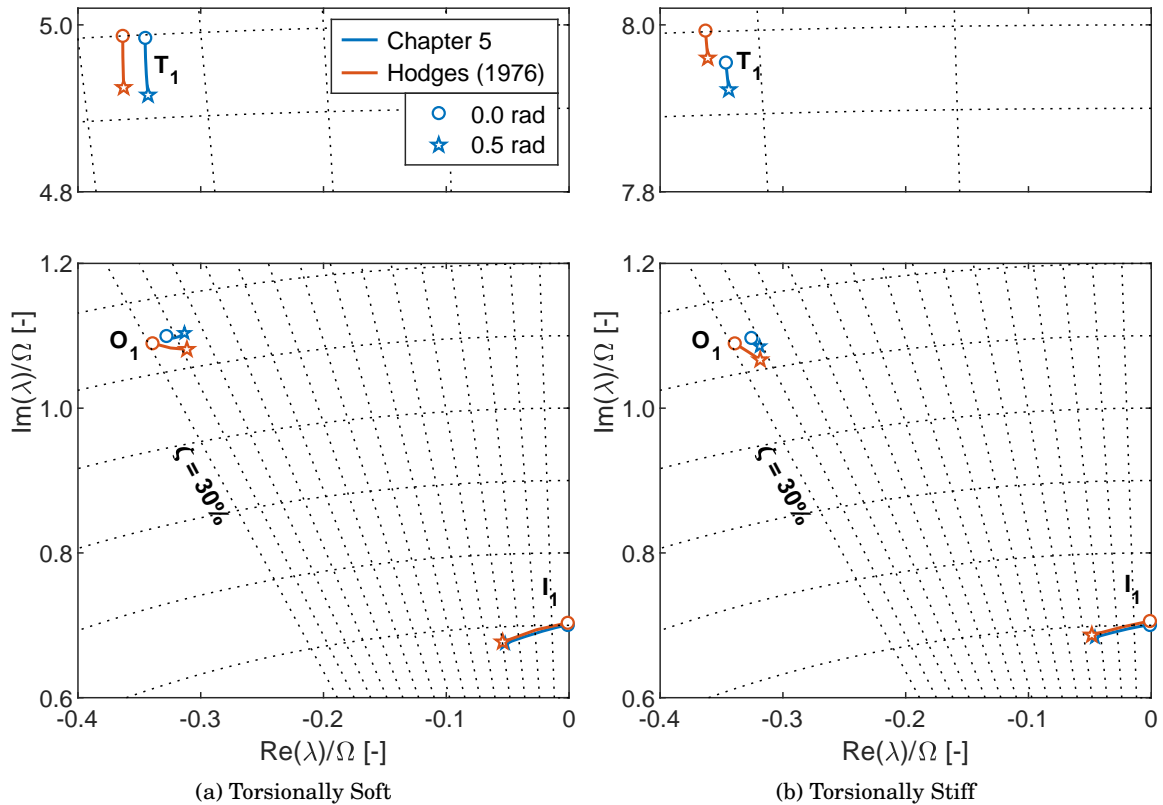 5.0
4.8
T1
Chapter 5
Hodges (1976)
0.0 rad
0.5 rad
8.0
7.8
T1
1.2
1.0
0.8
0.6
Im(λ)/Ω [-]
O1
ζ = 30%
I1
-0.4 -0.3 -0.2 -0.1 0
Re(λ)/Ω [-]
(a) Torsionally Soft
1.2
1.0
0.8
0.6
Im(λ)/Ω [-]
O1
ζ = 30%
I1
-0.4 -0.3 -0.2 -0.1 0
Re(λ)/Ω [-]
(b) Torsionally Stiff